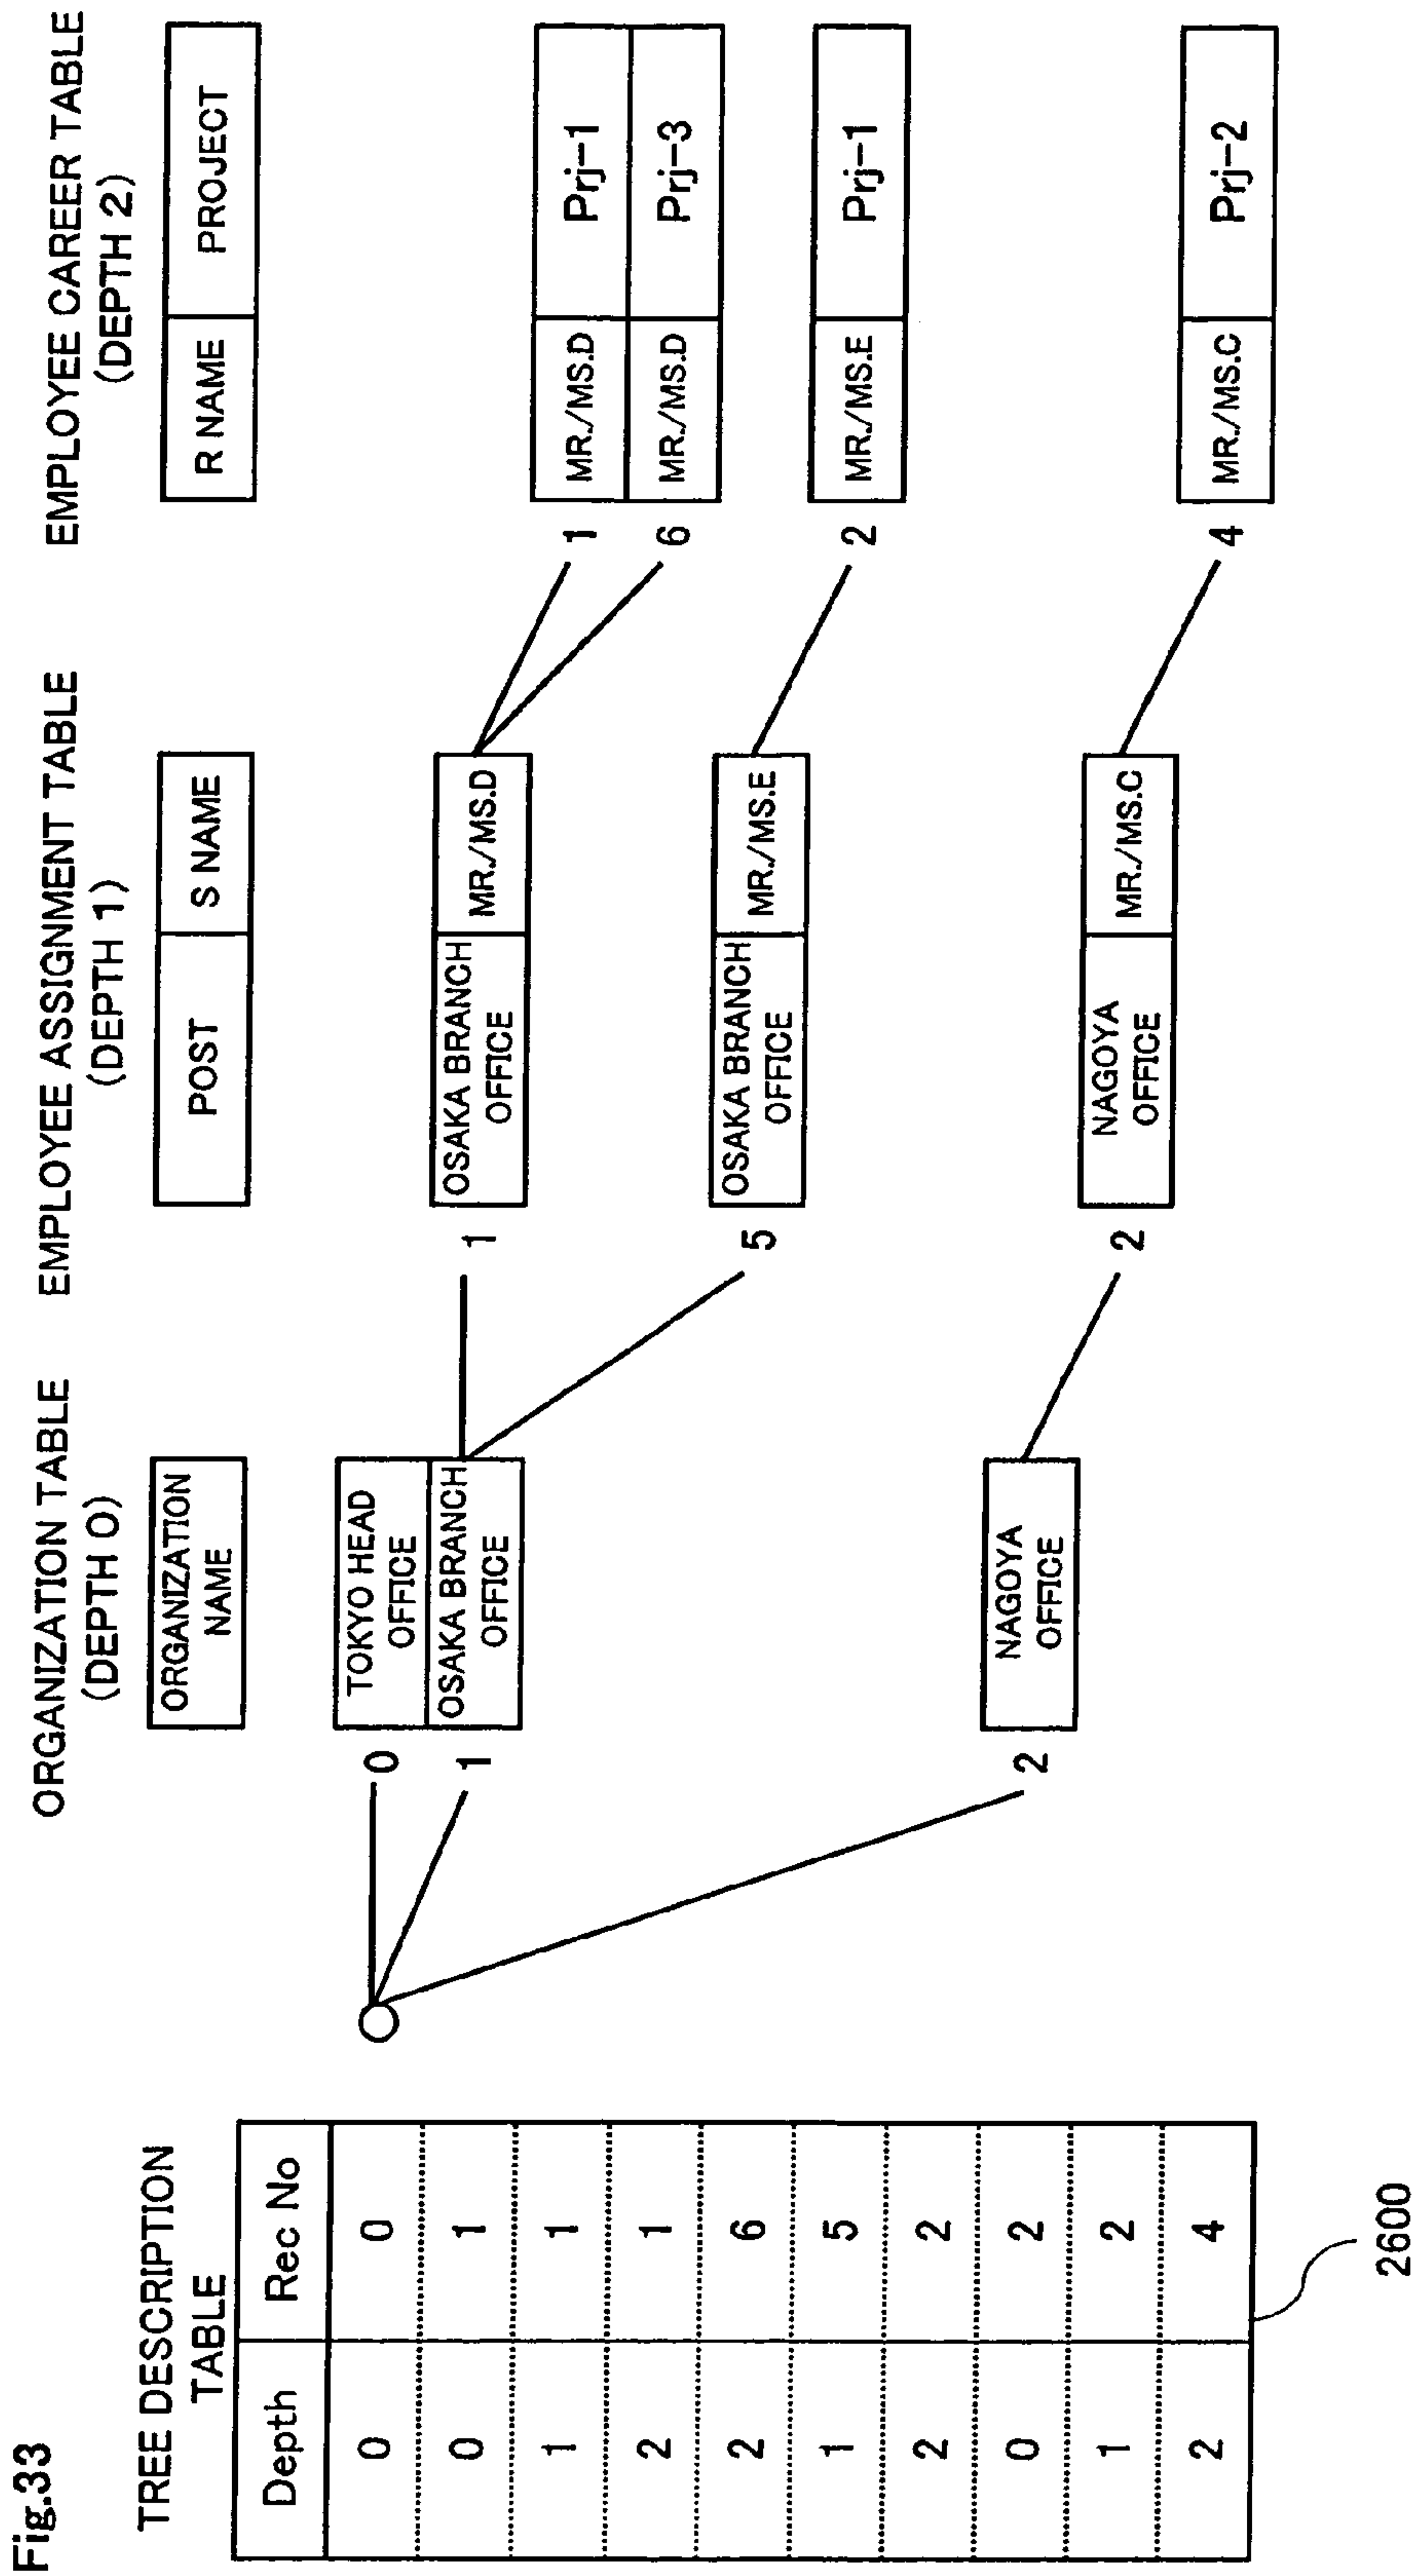 Fig.33
TREE DESCRIPTION
TABLE
Depth Rec No
0 0
0 1
1 1
2 1
2 6
1 5
2 2
0 2
1 2
2 4
2600
ORGANIZATION TABLE
(DEPTH 0)
ORGANIZATION
NAME
0
TOKYO HEAD
OFFICE
1
OSAKA BRANCH
OFFICE
2
NAGOYA
OFFICE
EMPLOYEE ASSIGNMENT TABLE
(DEPTH 1)
POST S NAME
1
OSAKA BRANCH
OFFICE
MR./MS.D
5
OSAKA BRANCH
OFFICE
MR./MS.E
2
NAGOYA
OFFICE
MR./MS.C
EMPLOYEE CAREER TABLE
(DEPTH 2)
R NAME PROJECT
1 MR./MS.D Prj-1
6 MR./MS.D Prj-3
2 MR./MS.E Prj-1
4 MR./MS.C Prj-2